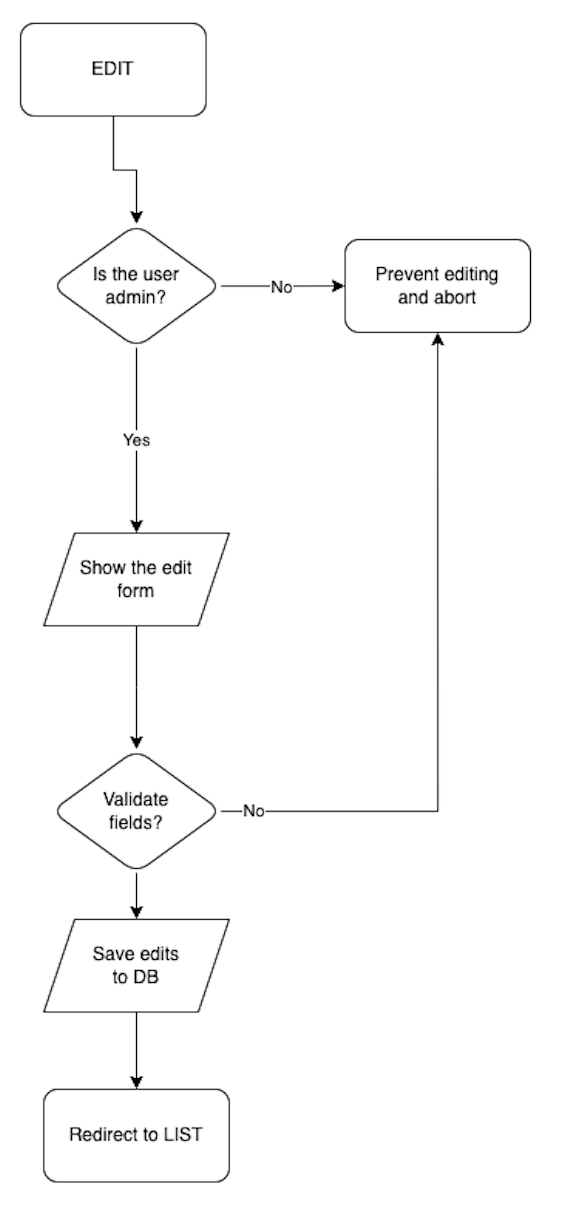 EDIT
Is the user
admin?
No
Prevent editing
and abort
Yes
Show the edit
form
Validate
fields?
No
Save edits
to DB
Redirect to LIST